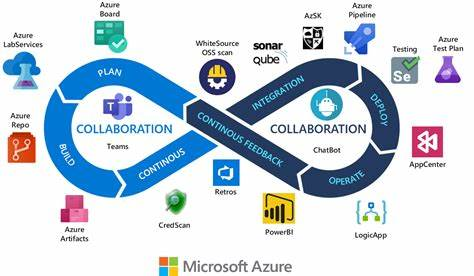 Azure
Board
Azure
LabServices
WhiteSource
OSS scan
sonar
qube
AzSK
Azure
Pipeline
Testing
Se
Azure
Test Plan
PLAN
INTEGRATION
DEPLOY
Azure
Repo
COLLABORATION
Teams
CONTINOUS FEEDBACK
COLLABORATION
ChatBot
BUILD
CONTINOUS
OPERATE
AppCenter
Azure
Artifacts
CredScan
Retros
PowerBI
LogicApp
Microsoft Azure